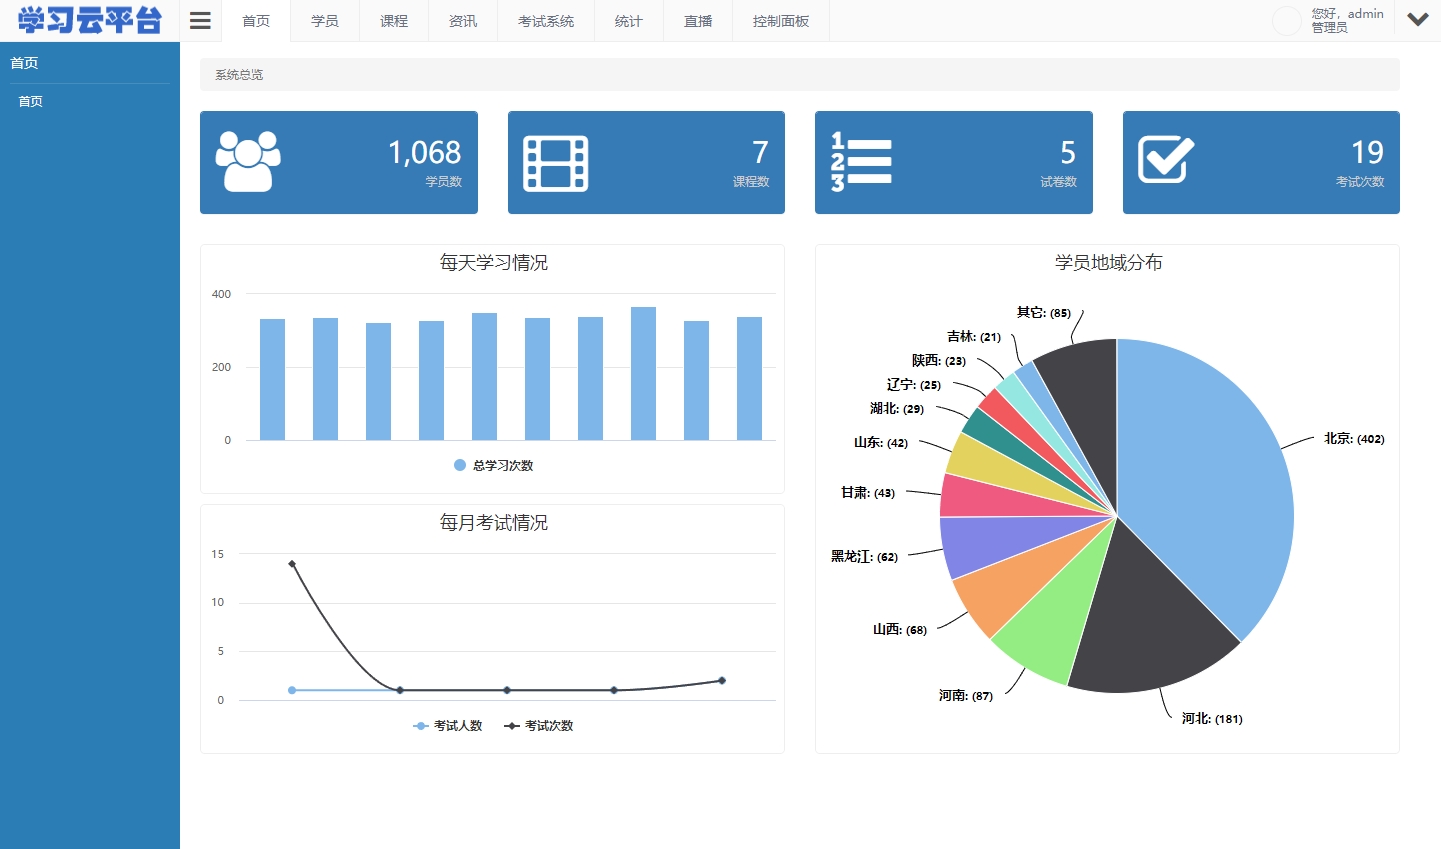 学习云平台
首页
学员
课程
资讯
考试系统
统计
直播
控制面板
您好，admin
管理员
首页
首页
系统总览
1,068
学员数
7
课程数
5
试卷数
19
考试次数
每天学习情况
400
200
0
总学习次数
每月考试情况
15
10
5
0
考试人数
考试次数
学员地域分布
其它: (85)
吉林: (21)
陕西: (23)
辽宁: (25)
湖北: (29)
山东: (42)
甘肃: (43)
黑龙江: (62)
山西: (68)
河南: (87)
河北: (181)
北京: (402)